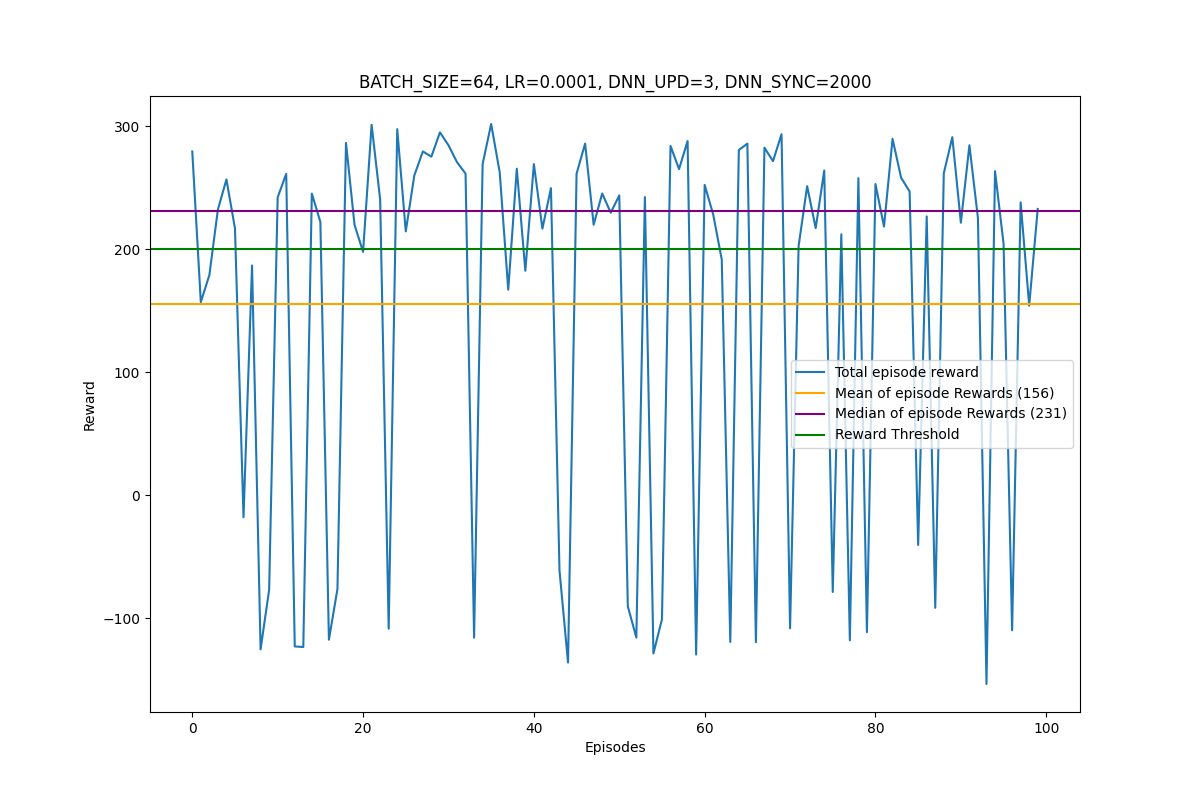 BATCH_SIZE=64, LR=0.0001, DNN_UPD=3, DNN_SYNC=2000
300
200
100
0
−100
Reward
Total episode reward
Mean of episode Rewards (156)
Median of episode Rewards (231)
Reward Threshold
0 20 40 60 80 100
Episodes